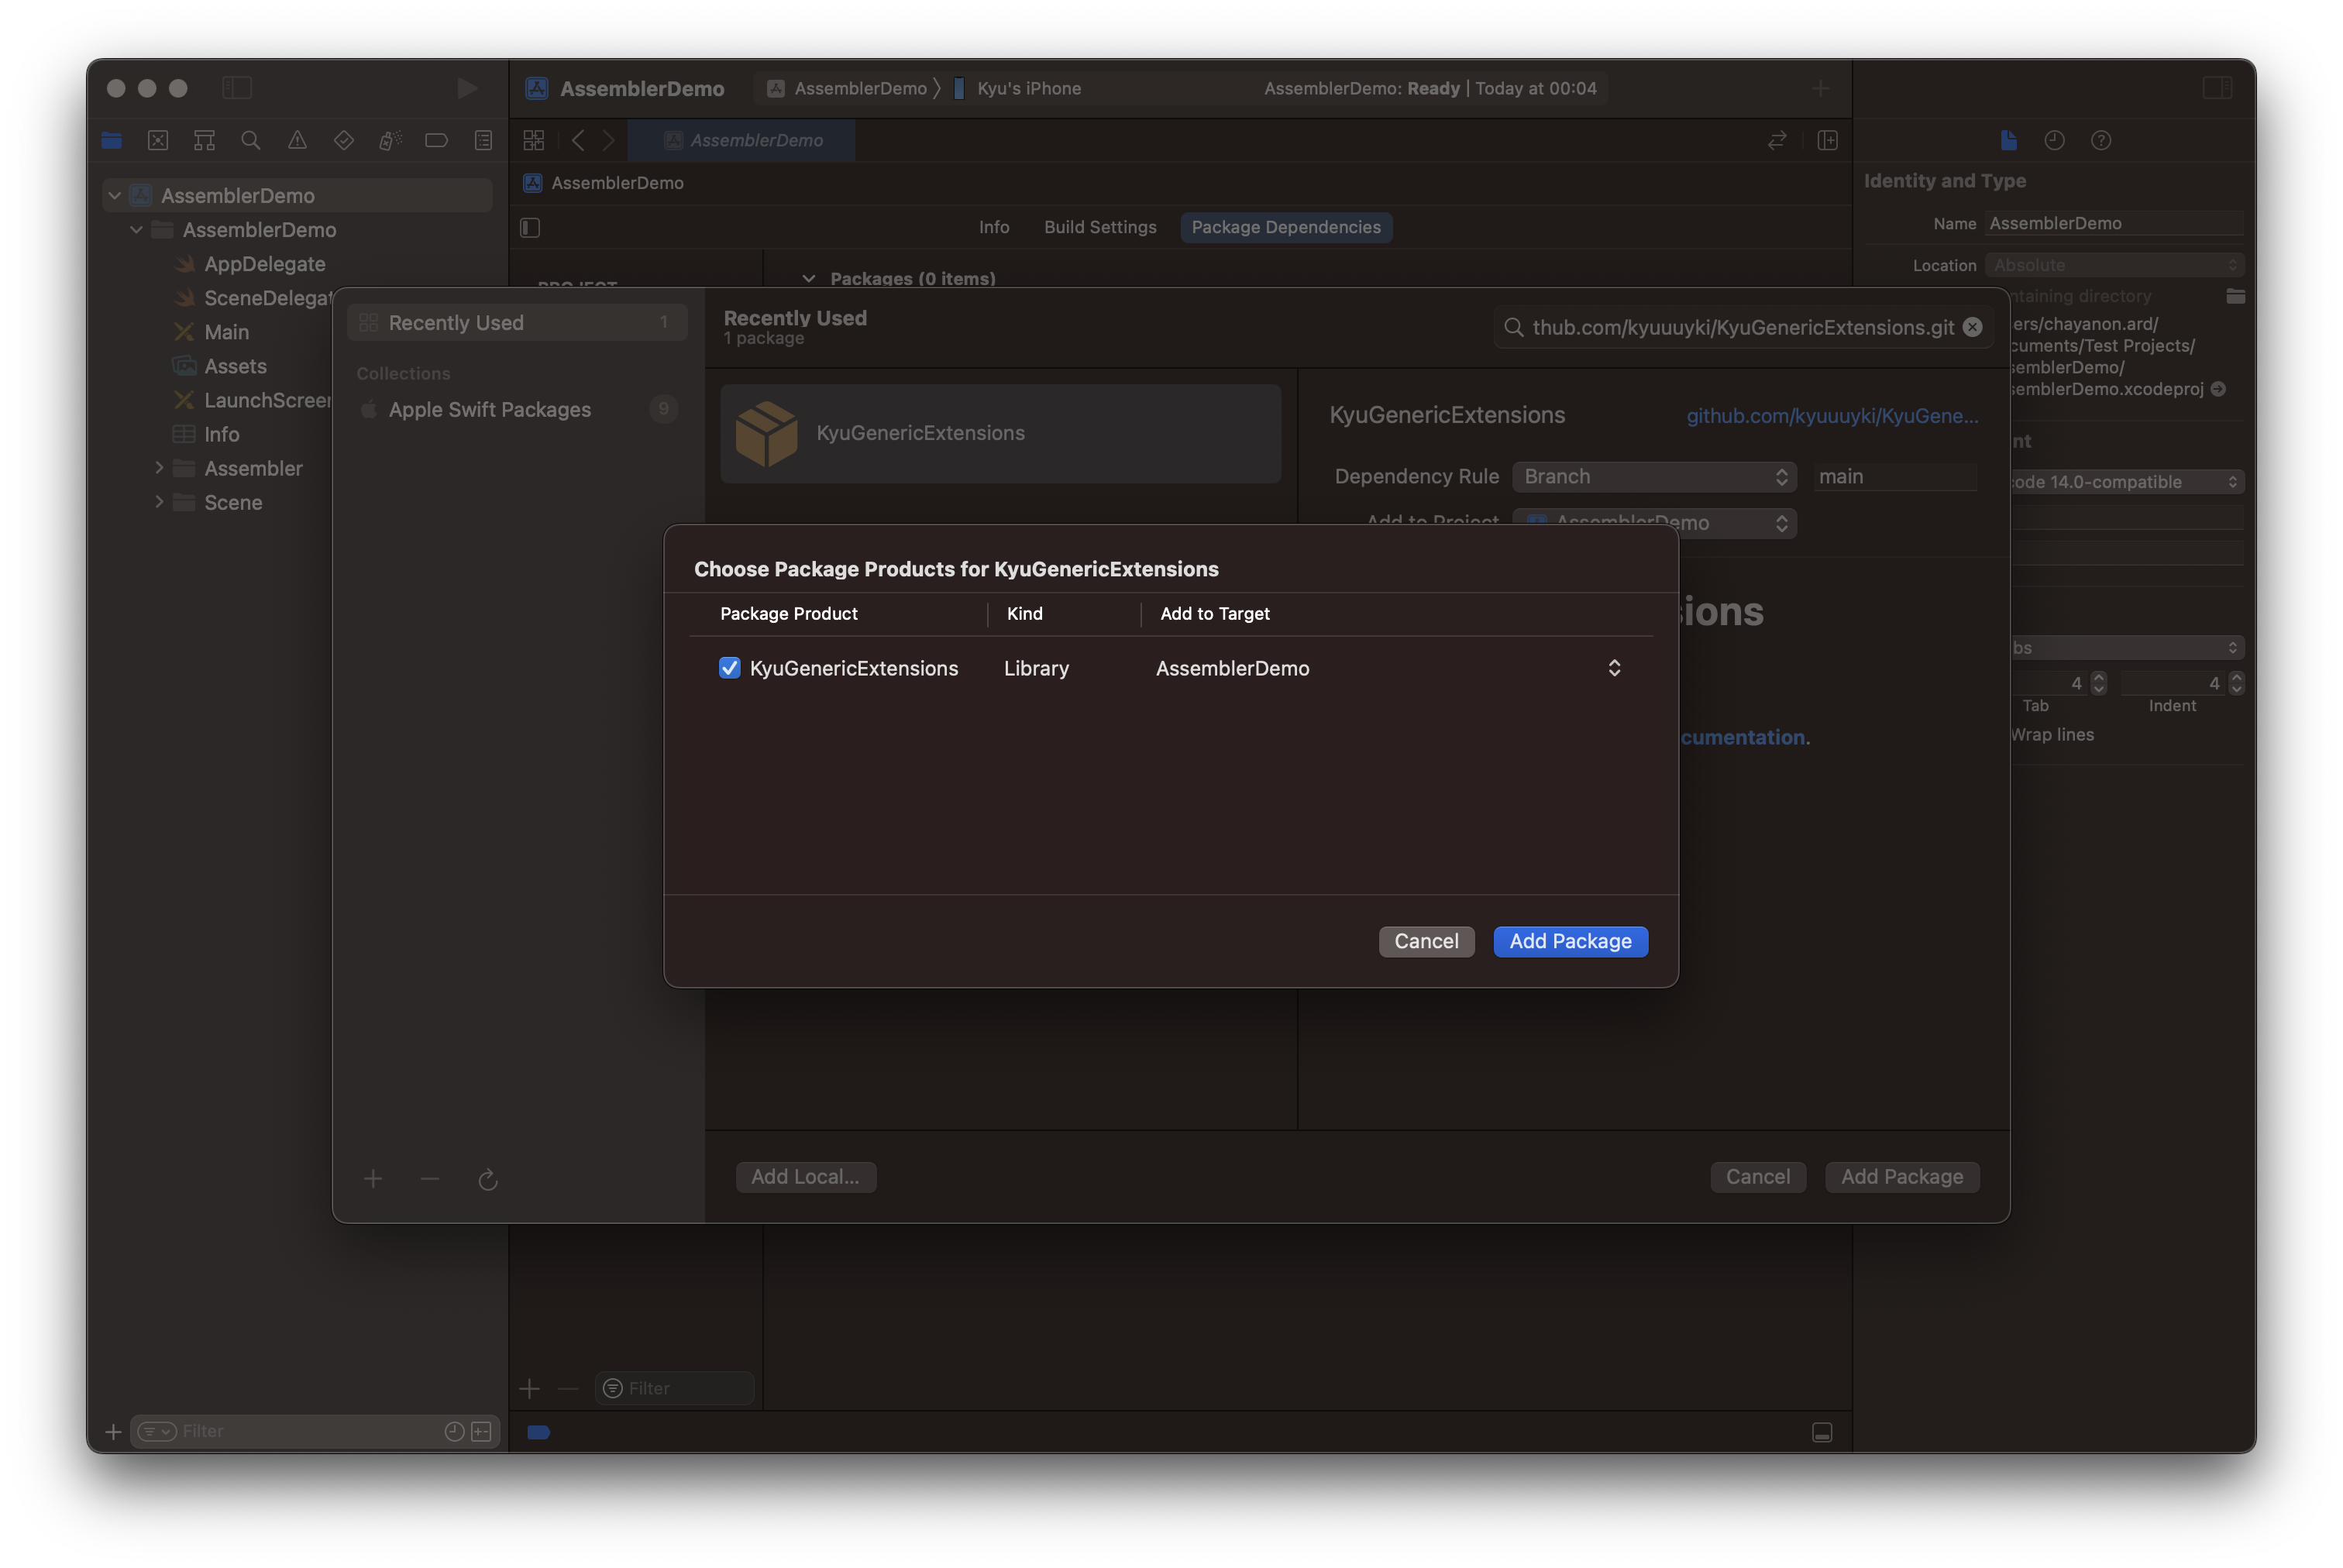 AssemblerDemo
AssemblerDemo
Kyu's iPhone
AssemblerDemo: Ready | Today at 00:04
AssemblerDemo
AssemblerDemo
Info
Build Settings
Package Dependencies
PROJECT
Packages (0 items)
AssemblerDemo
AssemblerDemo
AppDelegate
SceneDelegat
Main
Assets
LaunchScreen
Info
Assembler
Scene
Filter
Filter
Identity and Type
Name AssemblerDemo
Location Absolute
ntaining directory
ers/chayanon.ard/
cuments/Test Projects/
semblerDemo/
semblerDemo.xcodeproj
nt
ode 14.0-compatible
bs
4 4
Tab Indent
Wrap lines
Recently Used 1
Collections
Apple Swift Packages 9
Recently Used
1 package
thub.com/kyuuuyki/KyuGenericExtensions.git
KyuGenericExtensions
KyuGenericExtensions
github.com/kyuuuyki/KyuGene...
Dependency Rule Branch main
Add to Project AssemblerDemo
sions
cumentation.
Add Local...
Cancel
Add Package
Choose Package Products for KyuGenericExtensions
Package Product Kind Add to Target
KyuGenericExtensions Library AssemblerDemo
Cancel
Add Package